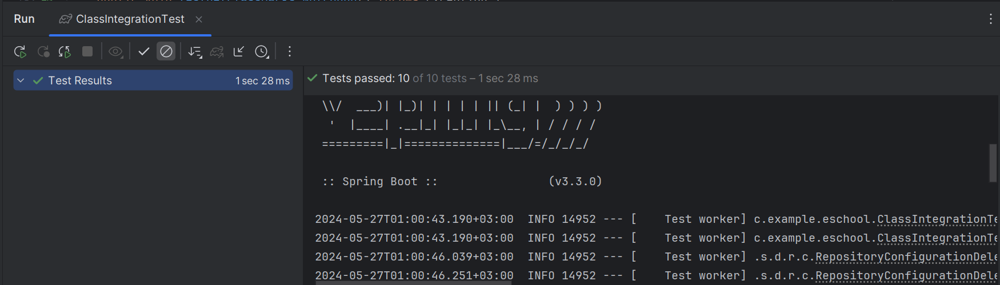 Run
ClassIntegrationTest
Test Results 1 sec 28 ms
Tests passed: 10 of 10 tests – 1 sec 28 ms
\\/  ___)| |_)| | | | | || (_| |  ) ) ) )
 '  |____| .__|_| |_|_| |_\__, | / / / /
=========|_|==============|___/=/_/_/_/
:: Spring Boot ::                (v3.3.0)
2024-05-27T01:00:43.190+03:00  INFO 14952 --- [    Test worker] c.example.eschool.ClassIntegrationTe
2024-05-27T01:00:43.190+03:00  INFO 14952 --- [    Test worker] c.example.eschool.ClassIntegrationTe
2024-05-27T01:00:46.039+03:00  INFO 14952 --- [    Test worker] .s.d.r.c.RepositoryConfigurationDele
2024-05-27T01:00:46.251+03:00  INFO 14952 --- [    Test worker] .s.d.r.c.RepositoryConfigurationDele